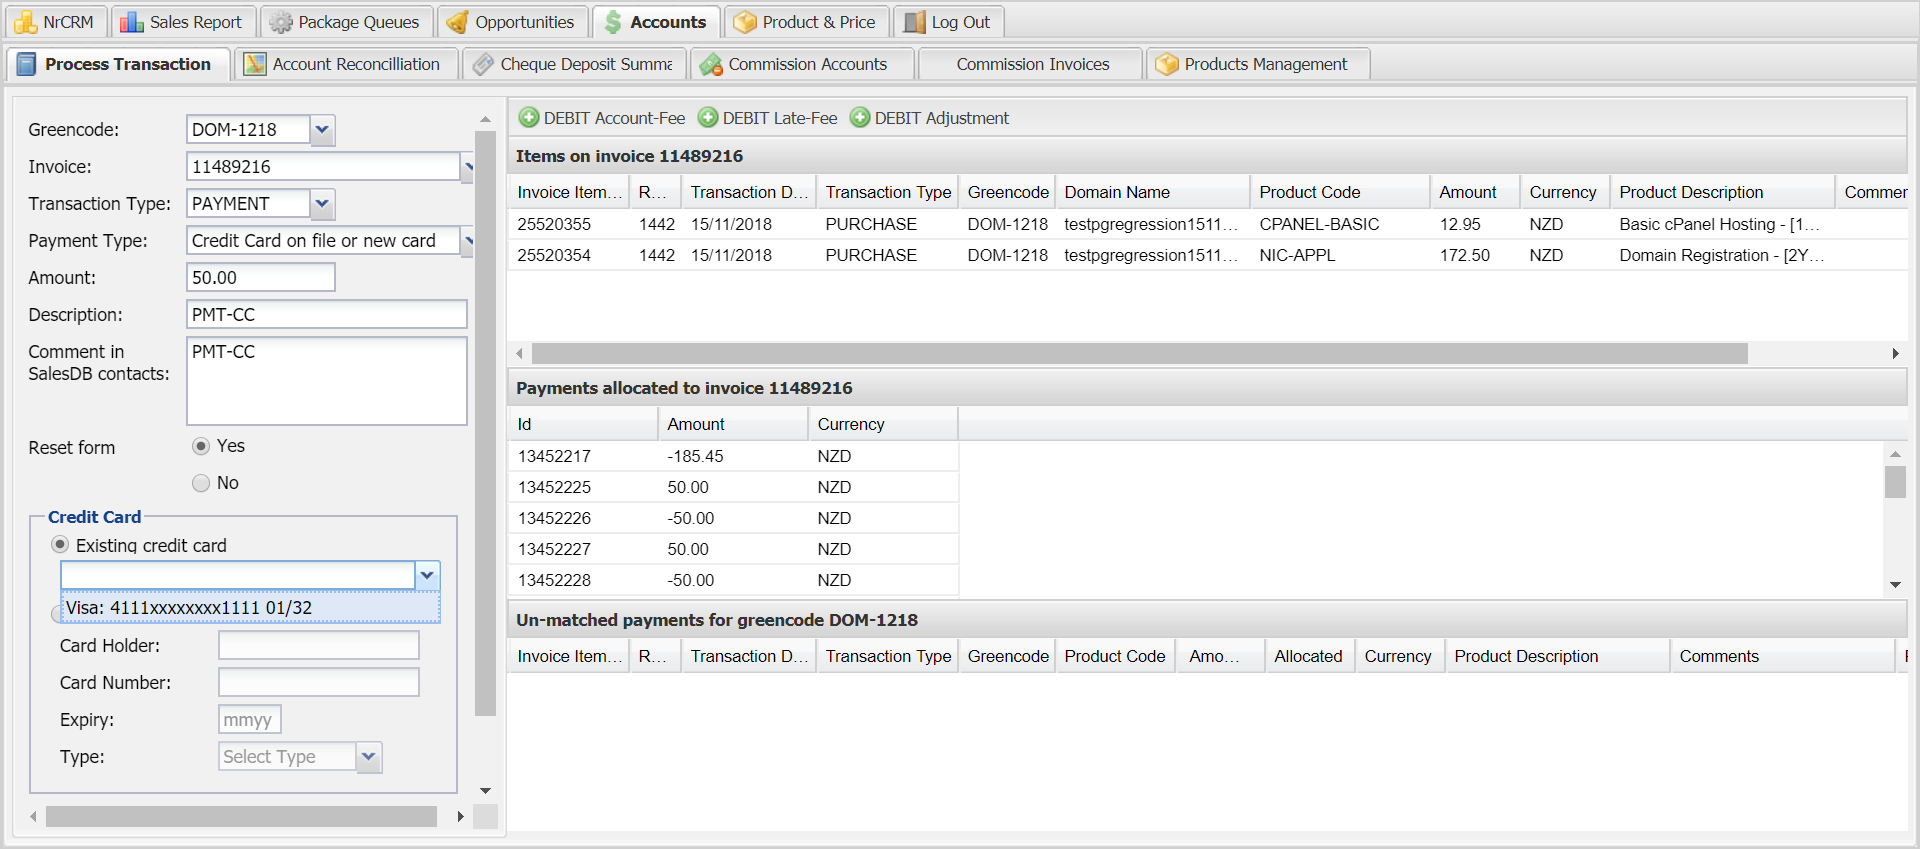 NrCRM Sales Report Package Queues Opportunities Accounts Product & Price Log Out
Process Transaction Account Reconcilliation Cheque Deposit Summa Commission Accounts Commission Invoices Products Management
Greencode: DOM-1218
Invoice: 11489216
Transaction Type: PAYMENT
Payment Type: Credit Card on file or new card
Amount: 50.00
Description: PMT-CC
Comment in SalesDB contacts: PMT-CC
Reset form Yes
No
Credit Card
Existing credit card
Visa: 4111xxxxxxxx1111 01/32
Card Holder:
Card Number:
Expiry: mmyy
Type: Select Type
DEBIT Account-Fee DEBIT Late-Fee DEBIT Adjustment
Items on invoice 11489216
Invoice Item... R... Transaction D... Transaction Type Greencode Domain Name Product Code Amount Currency Product Description Commen
25520355 1442 15/11/2018 PURCHASE DOM-1218 testpgregression1511... CPANEL-BASIC 12.95 NZD Basic cPanel Hosting - [1...
25520354 1442 15/11/2018 PURCHASE DOM-1218 testpgregression1511... NIC-APPL 172.50 NZD Domain Registration - [2Y...
Payments allocated to invoice 11489216
Id Amount Currency
13452217 -185.45 NZD
13452225 50.00 NZD
13452226 -50.00 NZD
13452227 50.00 NZD
13452228 -50.00 NZD
Un-matched payments for greencode DOM-1218
Invoice Item... R... Transaction D... Transaction Type Greencode Product Code Amo... Allocated Currency Product Description Comments